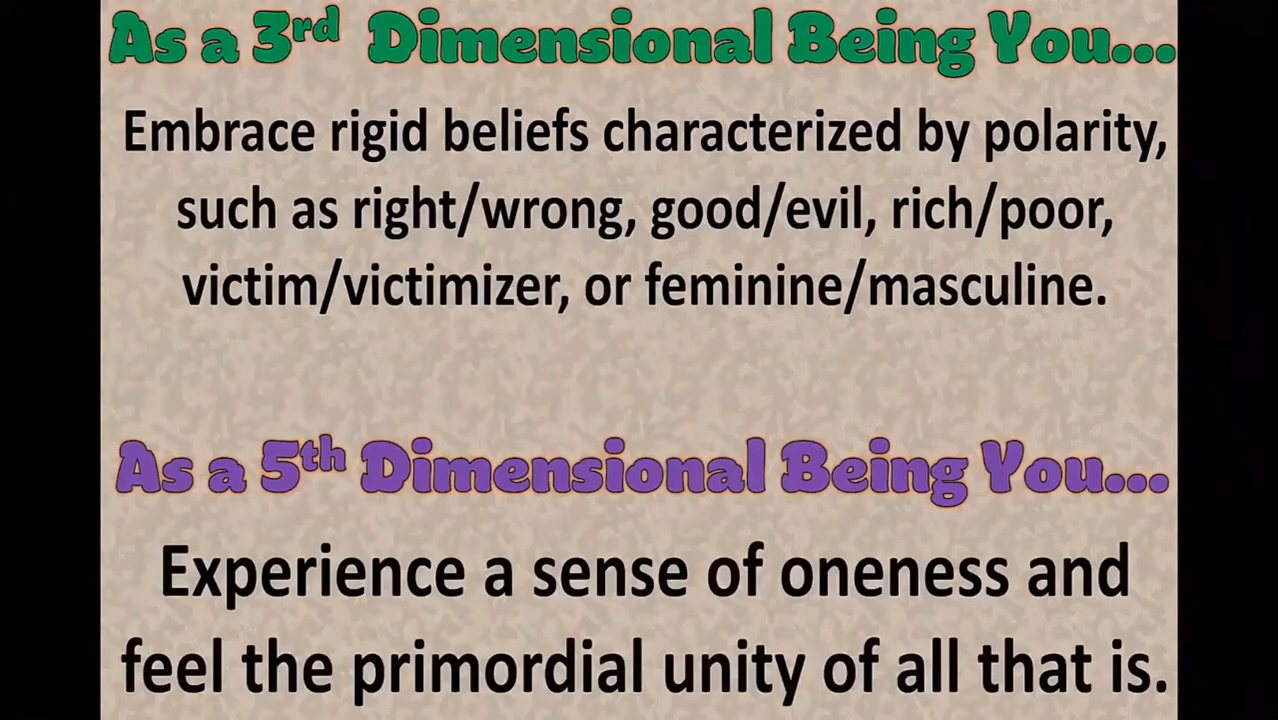 As a 3rd Dimensional Being You...
Embrace rigid beliefs characterized by polarity,
such as right/wrong, good/evil, rich/poor,
victim/victimizer, or feminine/masculine.
As a 5th Dimensional Being You...
Experience a sense of oneness and
feel the primordial unity of all that is.